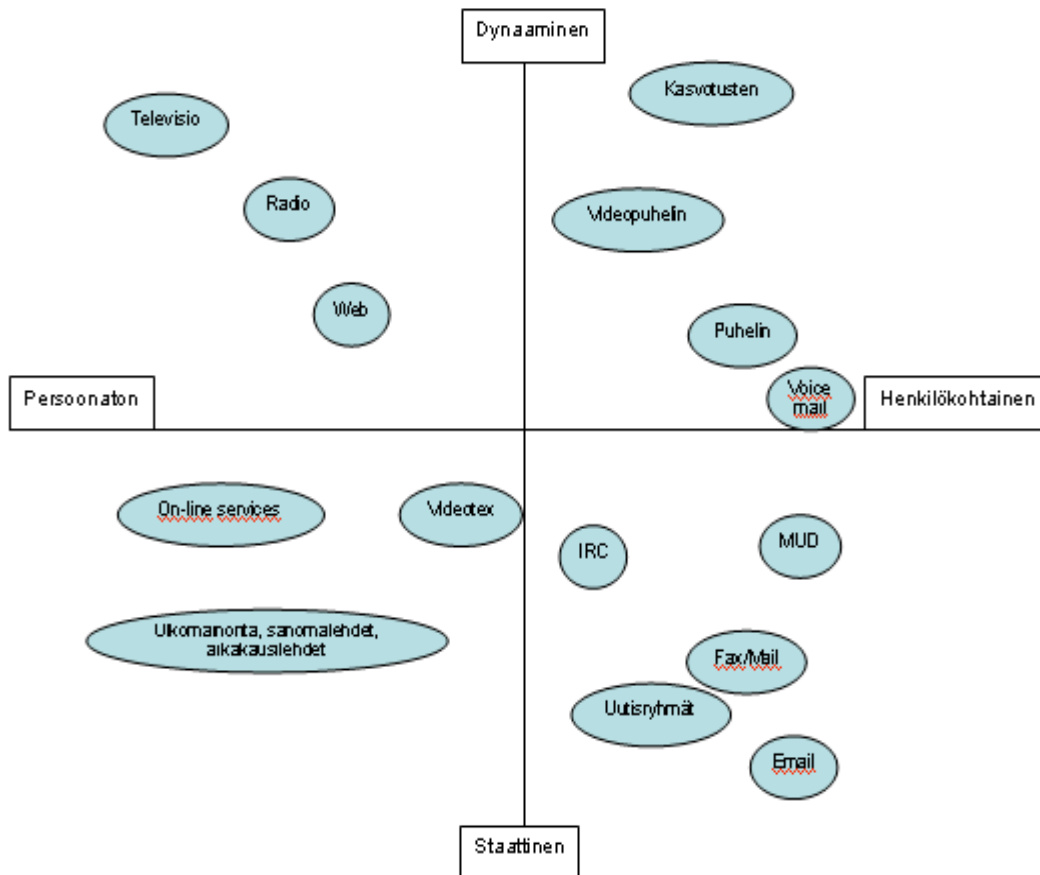 Dynaaminen
Kasvotusten
Televisio
Radio
Videopuhelin
Web
Puhelin
Voice
mail
Persoonaton
Henkilökohtainen
On-line services
Videotex
IRC
MUD
Ulkomainonta, sanomalehdet,
aikakauslehdet
Fax/Mail
Uutisryhmät
Email
Staattinen